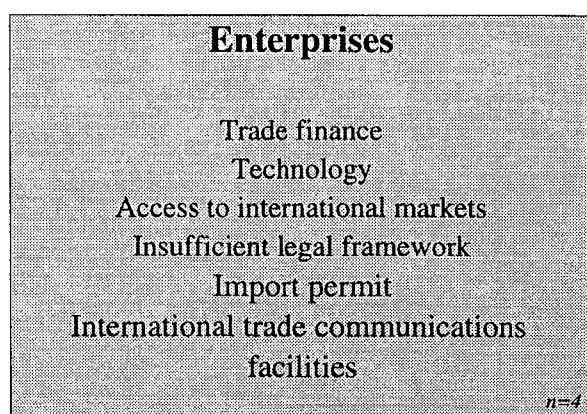 Enterprises
Trade finance
Technology
Access to international markets
Insufficient legal framework
Import permit
International trade communications
facilities
n=4